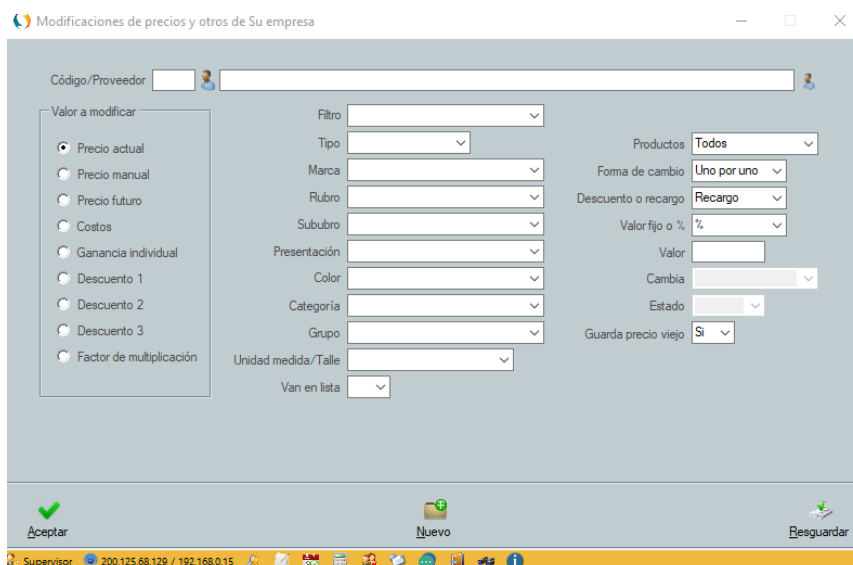 Modificaciones de precios y otros de Su empresa
Código/Proveedor
Valor a modificar
Precio actual
Precio manual
Precio futuro
Costos
Ganancia individual
Descuento 1
Descuento 2
Descuento 3
Factor de multiplicación
Filtro
Tipo
Marca
Rubro
Sububro
Presentación
Color
Categoría
Grupo
Unidad medida/Talle
Van en lista
Productos Todos
Forma de cambio Uno por uno
Descuento o recargo Recargo
Valor fijo o % %
Valor
Cambia
Estado
Guarda precio viejo Si
Aceptar
Nuevo
Resguardar
Supervisor 200.125.68.129 / 192.168.0.15